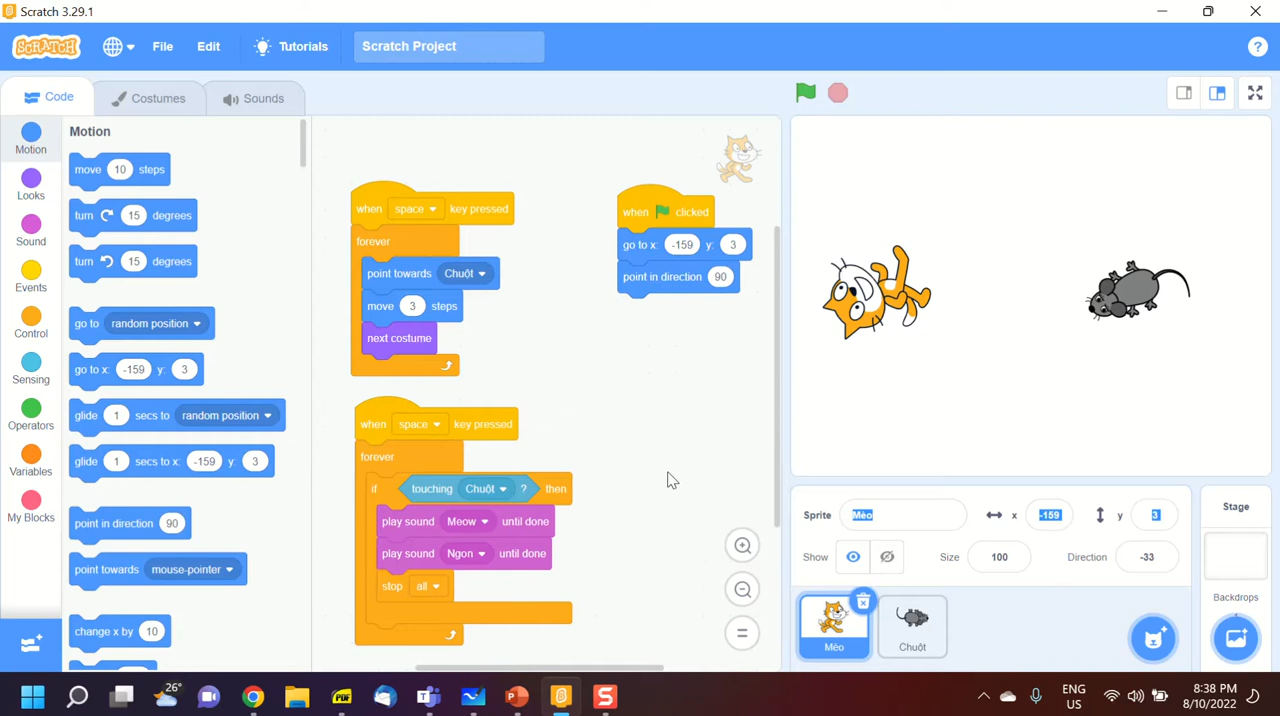 Scratch 3.29.1
SCRATCH
File
Edit
Tutorials
Scratch Project
?
Code
Costumes
Sounds
Motion
Looks
Sound
Events
Control
Sensing
Operators
Variables
My Blocks
Motion
move 10 steps
turn 15 degrees
turn 15 degrees
go to random position
go to x: -159 y: 3
glide 1 secs to random position
glide 1 secs to x: -159 y: 3
point in direction 90
point towards mouse-pointer
change x by 10
when space key pressed
forever
point towards Chuột
move 3 steps
next costume
when clicked
go to x: -159 y: 3
point in direction 90
when space key pressed
forever
if touching Chuột ? then
play sound Meow until done
play sound Ngon until done
stop all
Sprite Mèo x -159 y 3
Show Size 100 Direction -33
Mèo
Chuột
Stage
Backdrops
26°
PDF
ENG
US
8:38 PM
8/10/2022